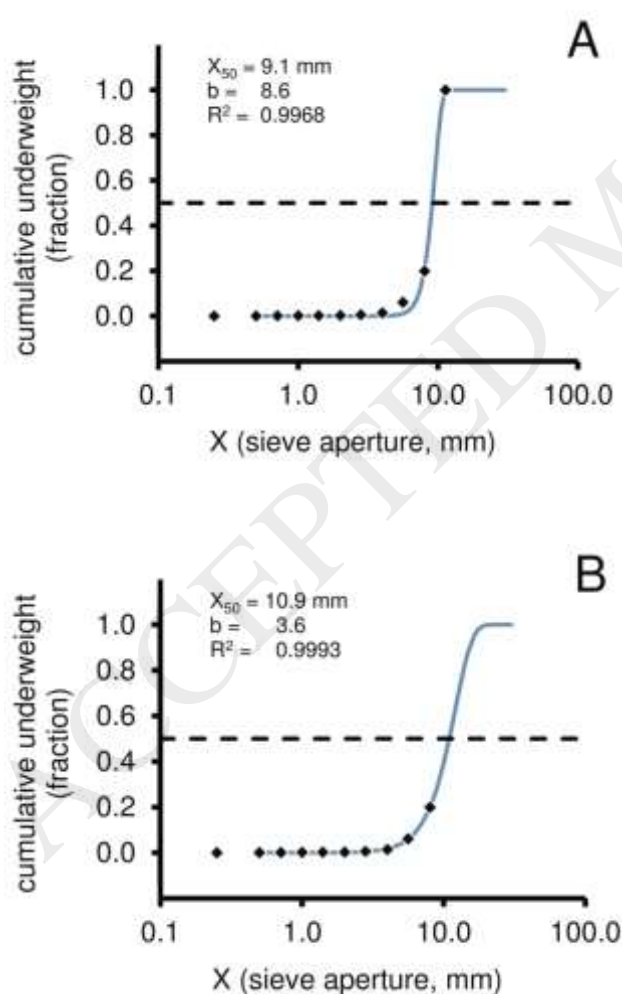 A
X50 = 9.1 mm
b = 8.6
R2 = 0.9968
1.0
0.8
0.6
0.4
0.2
0.0
cumulative underweight
(fraction)
0.1 1.0 10.0 100.0
X (sieve aperture, mm)
B
X50 = 10.9 mm
b = 3.6
R2 = 0.9993
1.0
0.8
0.6
0.4
0.2
0.0
cumulative underweight
(fraction)
0.1 1.0 10.0 100.0
X (sieve aperture, mm)
ACCEPTED M